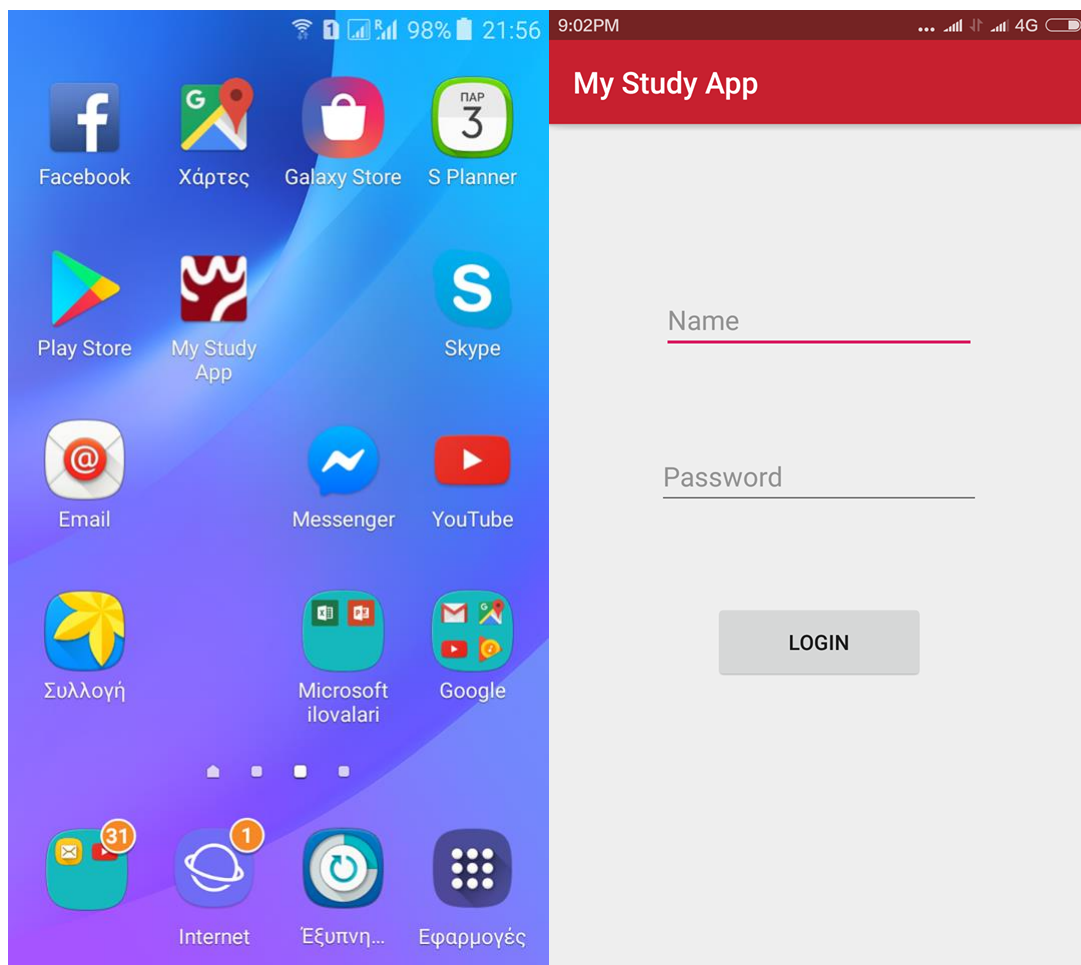 1 R 98% 21:56
Facebook
Χάρτες
Galaxy Store
ΠΑΡ
3
S Planner
Play Store
My Study
App
S
Skype
@
Email
Messenger
YouTube
Συλλογή
Microsoft
ilovalari
G
Google
31
1
Internet
Έξυπνη...
Εφαρμογές
9:02PM
4G
My Study App
Name
Password
LOGIN